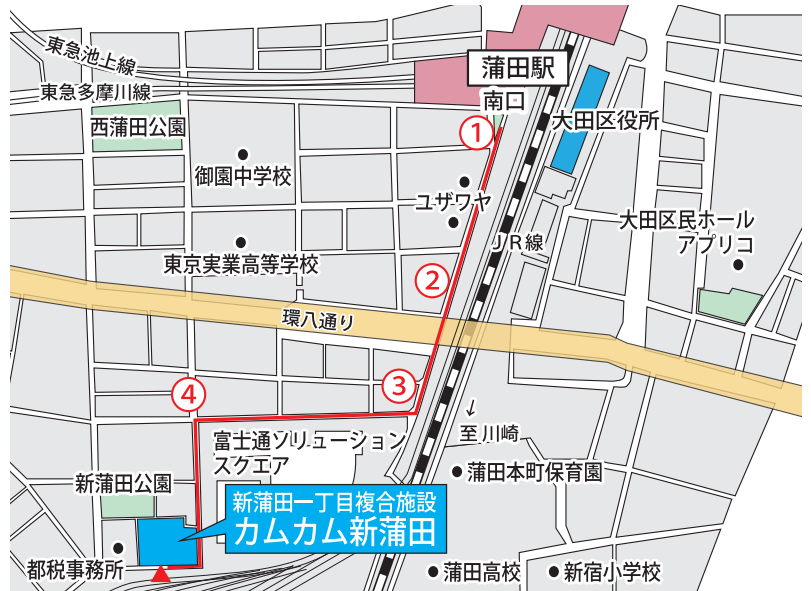 東急池上線
東急多摩川線
西蒲田公園
蒲田駅
南口
①
大田区役所
御園中学校
ユザワヤ
東京実業高等学校
JR線
大田区民ホール
アプリコ
②
環八通り
③
④
↓
至川崎
富士通ソリューション
スクエア
蒲田本町保育園
新蒲田公園
新蒲田一丁目複合施設
カムカム新蒲田
都税事務所
蒲田高校
新宿小学校